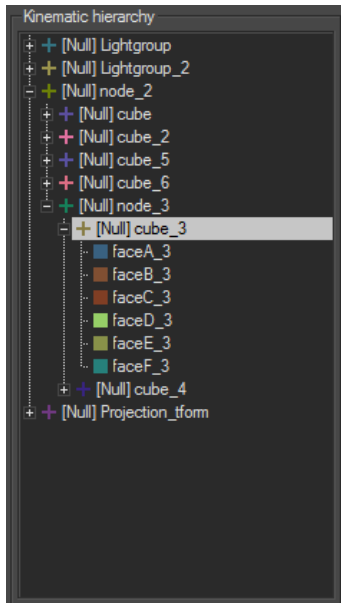 Kinematic hierarchy
[Null] Lightgroup
[Null] Lightgroup_2
[Null] node_2
[Null] cube
[Null] cube_2
[Null] cube_5
[Null] cube_6
[Null] node_3
[Null] cube_3
faceA_3
faceB_3
faceC_3
faceD_3
faceE_3
faceF_3
[Null] cube_4
[Null] Projection_tform